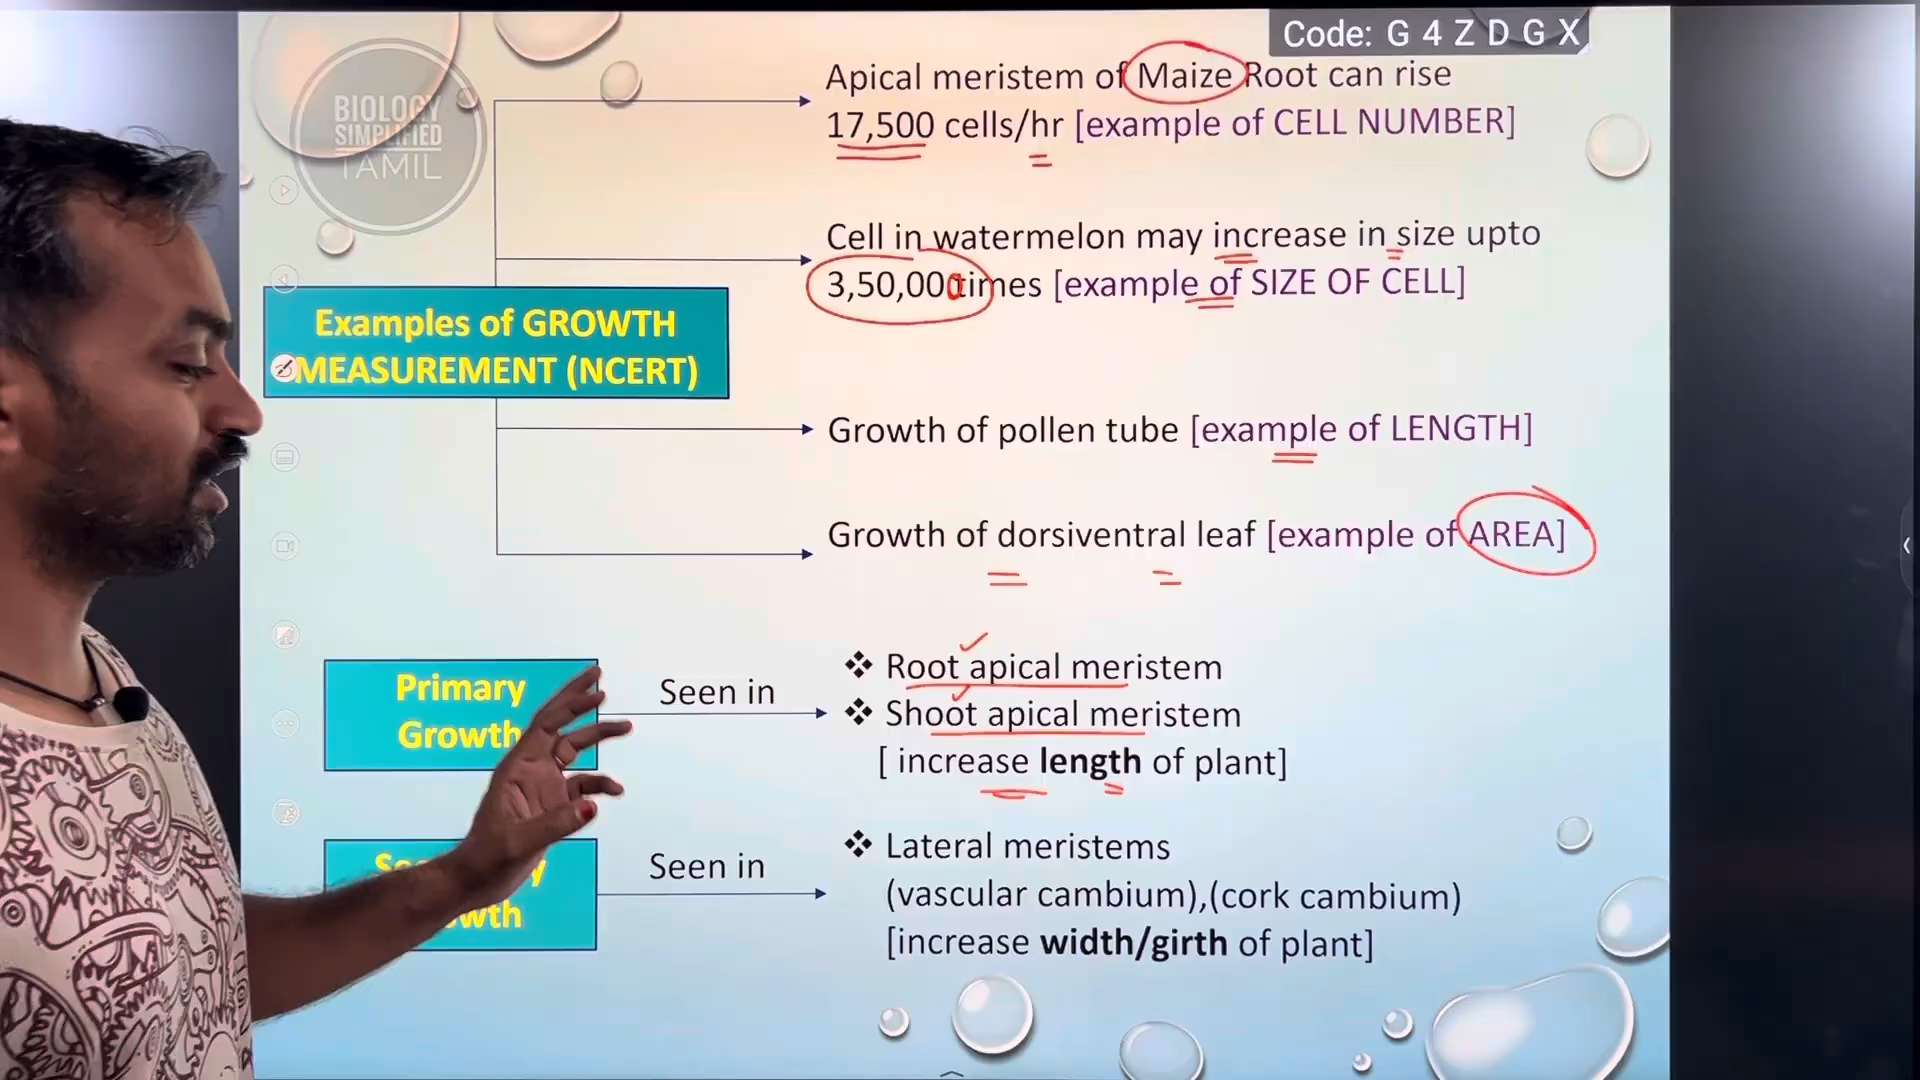 Code: G 4 Z D G X
BIOLOGY
SIMPLIFIED
TAMIL
Apical meristem of Maize Root can rise
17,500 cells/hr [example of CELL NUMBER]
Cell in watermelon may increase in size upto
3,50,000 times [example of SIZE OF CELL]
Examples of GROWTH
MEASUREMENT (NCERT)
Growth of pollen tube [example of LENGTH]
Growth of dorsiventral leaf [example of AREA]
Primary
Growth
Seen in
❖ Root apical meristem
❖ Shoot apical meristem
[ increase length of plant]
Seen in
❖ Lateral meristems
(vascular cambium),(cork cambium)
[increase width/girth of plant]